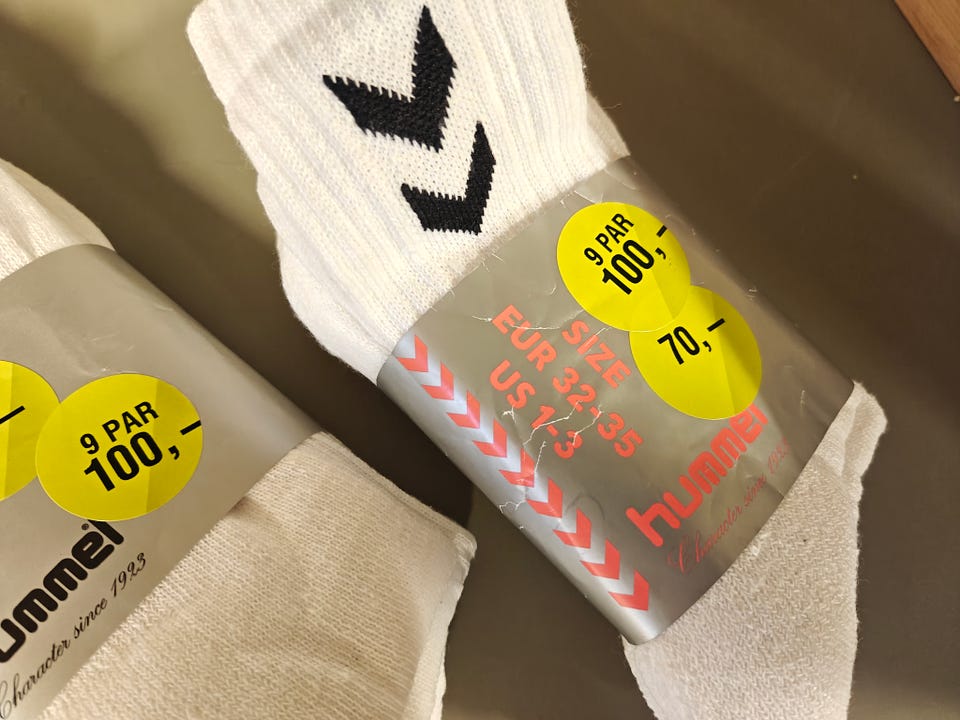 9 PAR
100,-
70,-
SIZE
EUR 32-35
US 1-3
hummel
Character since 1923
9 PAR
100,-
ummel®
Character since 1923